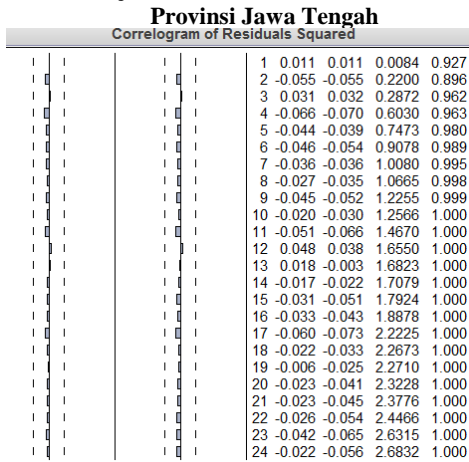 Provinsi Jawa Tengah
Correlogram of Residuals Squared
1 0.011 0.011 0.0084 0.927
2 -0.055 -0.055 0.2200 0.896
3 0.031 0.032 0.2872 0.962
4 -0.066 -0.070 0.6030 0.963
5 -0.044 -0.039 0.7473 0.980
6 -0.046 -0.054 0.9078 0.989
7 -0.036 -0.036 1.0080 0.995
8 -0.027 -0.035 1.0665 0.998
9 -0.045 -0.052 1.2255 0.999
10 -0.020 -0.030 1.2566 1.000
11 -0.051 -0.066 1.4670 1.000
12 0.048 0.038 1.6550 1.000
13 0.018 -0.003 1.6823 1.000
14 -0.017 -0.022 1.7079 1.000
15 -0.031 -0.051 1.7924 1.000
16 -0.033 -0.043 1.8878 1.000
17 -0.060 -0.073 2.2225 1.000
18 -0.022 -0.033 2.2673 1.000
19 -0.006 -0.025 2.2710 1.000
20 -0.023 -0.041 2.3228 1.000
21 -0.023 -0.045 2.3776 1.000
22 -0.026 -0.054 2.4466 1.000
23 -0.042 -0.065 2.6315 1.000
24 -0.022 -0.056 2.6832 1.000